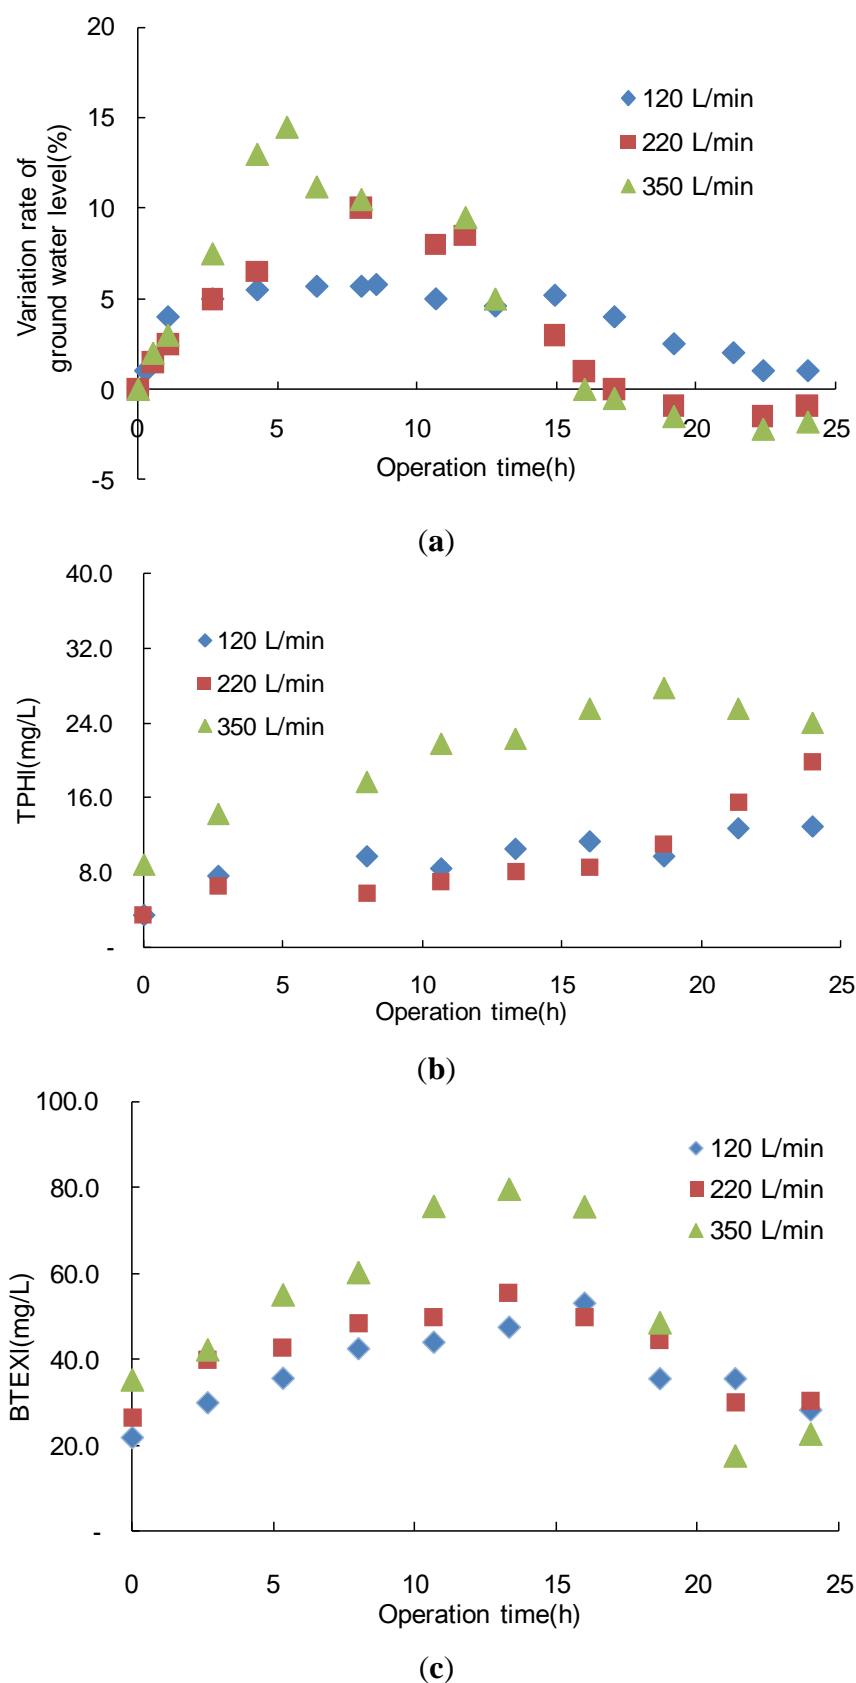 20
15
10
5
0
-5
Variation rate of
ground water level(%)
120 L/min
220 L/min
350 L/min
0 5 10 15 20 25
Operation time(h)
(a)
40.0
32.0
24.0
16.0
8.0
-
TPHl(mg/L)
120 L/min
220 L/min
350 L/min
0 5 10 15 20 25
Operation time(h)
(b)
100.0
80.0
60.0
40.0
20.0
-
BTEXl(mg/L)
120 L/min
220 L/min
350 L/min
0 5 10 15 20 25
Operation time(h)
(c)